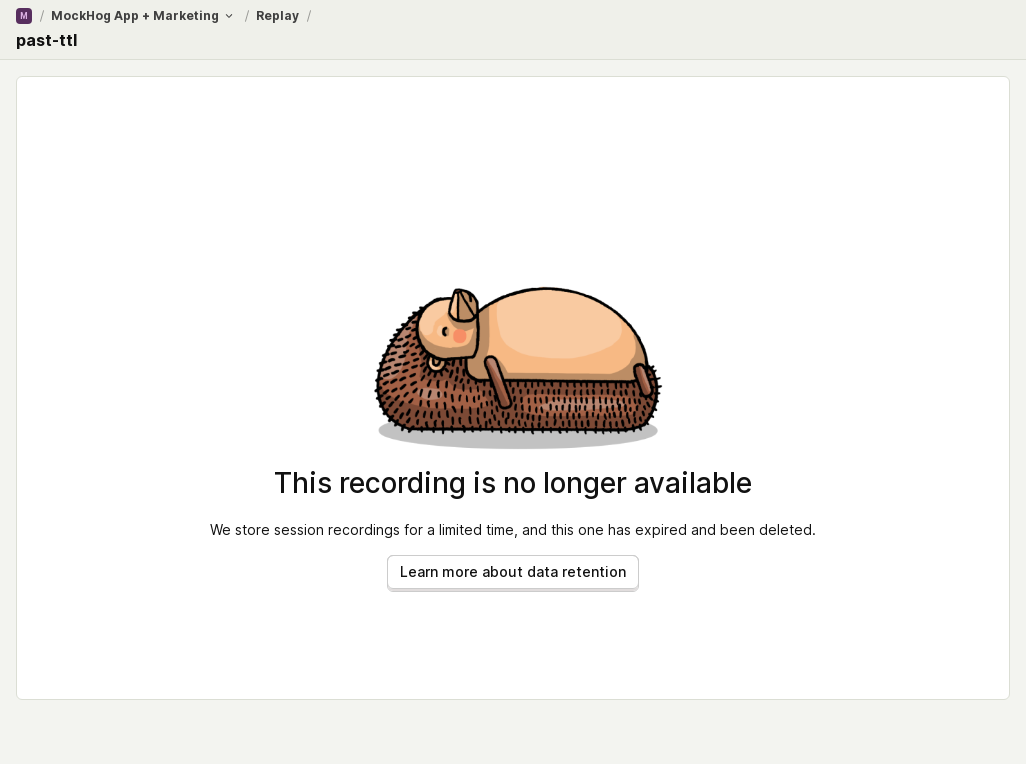 M / MockHog App + Marketing / Replay /
past-ttl
This recording is no longer available
We store session recordings for a limited time, and this one has expired and been deleted.
Learn more about data retention